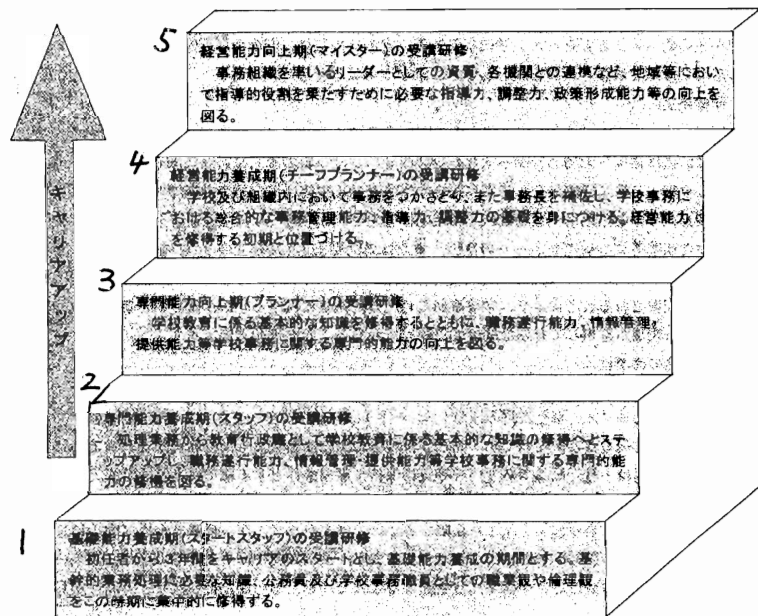 5
経営能力向上期(マイスター)の受講研修
事務組織を率いるリーダーとしての資質、各機関との連携など、地域等におい
て指導的役割を果たすために必要な指導力、調整力、政策形成能力等の向上を
図る。
4
経営能力養成期(チーフプランナー)の受講研修
学校及び組織内において事務をつかさどり、また事務長を補佐し、学校事務に
おける総合的な事務管理能力、指導力、調整力の基礎を身につける。経営能力
を修得する初期と位置づける。
3
専門能力向上期(プランナー)の受講研修
学校教育に係る基本的な知識を修得するとともに、職務遂行能力、情報管理・
提供能力等学校事務に関する専門的能力の向上を図る。
2
専門能力養成期(スタッフ)の受講研修
処理業務から教育行政職として学校教育に係る基本的な知識の修得へとステ
ップアップし、職務遂行能力、情報管理・提供能力等学校事務に関する専門的能
力の修得を図る。
1
基礎能力養成期(スタートスタッフ)の受講研修
初任者から3年間をキャリアのスタートとし、基礎能力養成の期間とする。基
幹的業務処理に必要な知識、公務員及び学校事務職員としての職業観や倫理観
をこの時期に集中的に修得する。
キャリアアップ